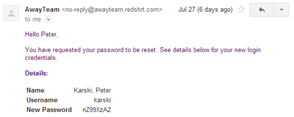 AwayTeam <no-reply@awayteam.redshrt.com> Jul 27 (6 days ago)
to me
Hello Peter,
You have requested your password to be reset. See details below for your new login
credentials.
Details:
Name Karski, Peter
Username karski
New Password nZ99XzA2